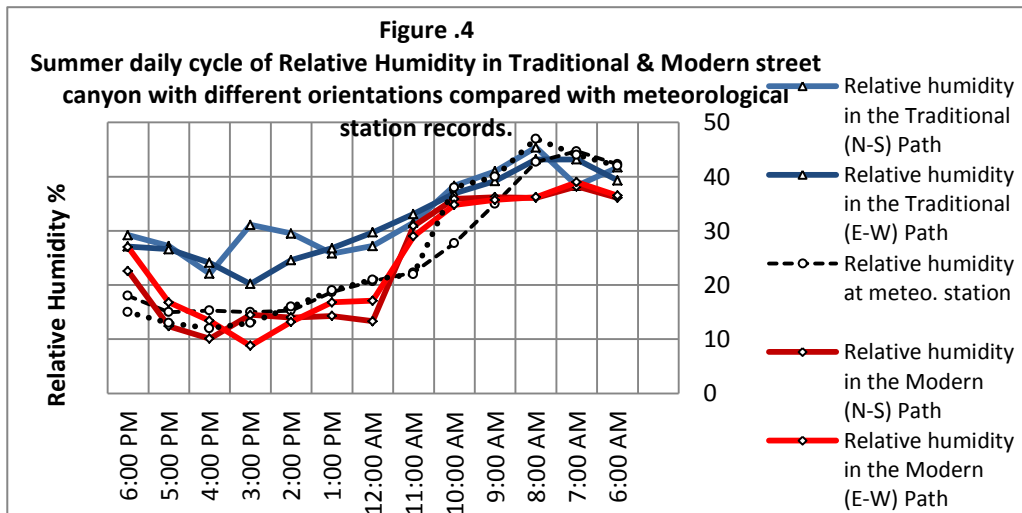 Figure .4
Summer daily cycle of Relative Humidity in Traditional & Modern street
canyon with different orientations compared with meteorological
station records.
Relative Humidity %
50
40
30
20
10
0
6:00 PM
5:00 PM
4:00 PM
3:00 PM
2:00 PM
1:00 PM
12:00 AM
11:00 AM
10:00 AM
9:00 AM
8:00 AM
7:00 AM
6:00 AM
Relative humidity
in the Traditional
(N-S) Path
Relative humidity
in the Traditional
(E-W) Path
Relative humidity
at meteo. station
Relative humidity
in the Modern
(N-S) Path
Relative humidity
in the Modern
(E-W) Path